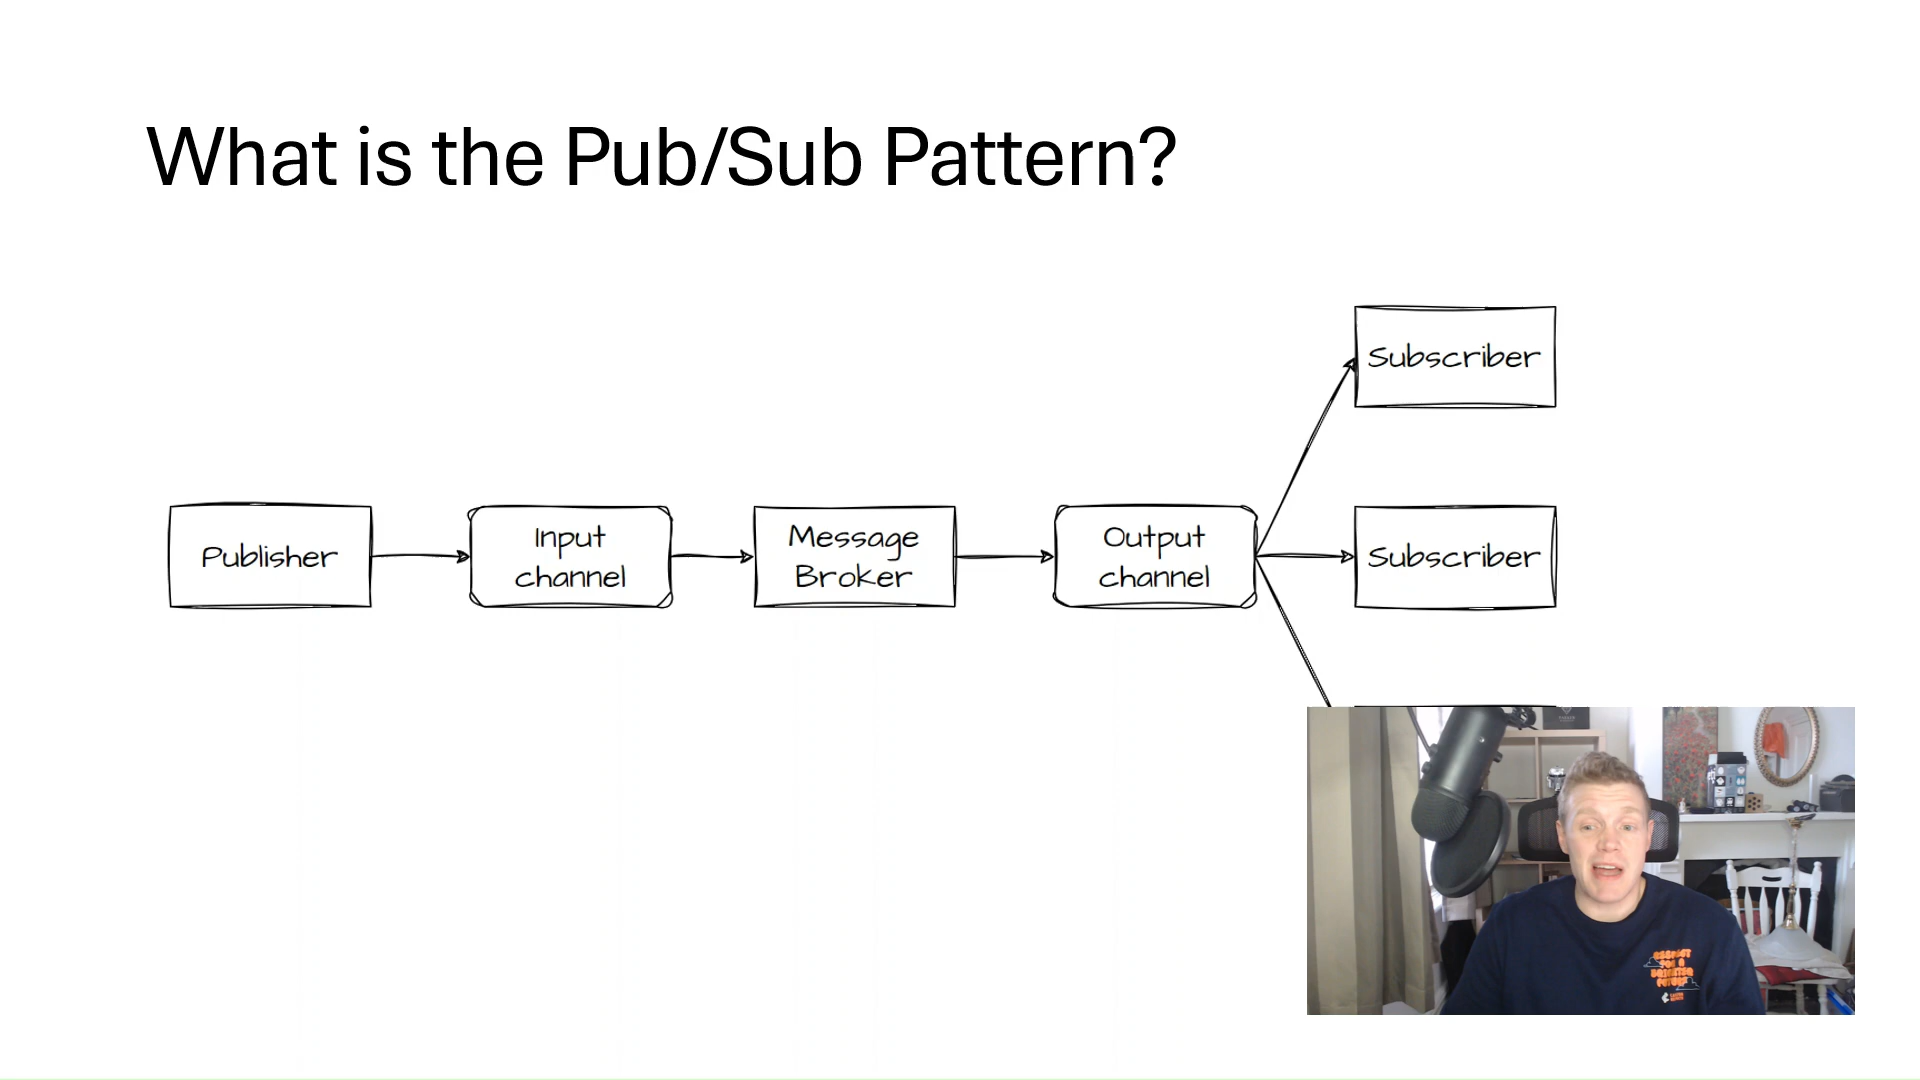 What is the Pub/Sub Pattern?
Subscriber
Publisher
Input
channel
Message
Broker
Output
channel
Subscriber